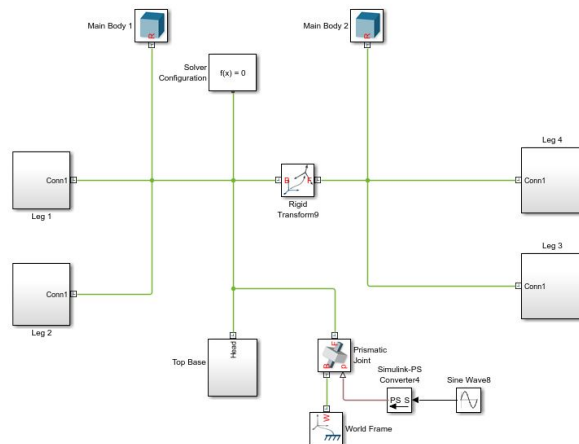 Main Body 1
R
Main Body 2
R
Solver
Configuration
f(x) = 0
Leg 4
Conn1
Conn1
Leg 1
B
F
Rigid
Transform9
Leg 3
Conn1
Conn1
Leg 2
Top Base
Head
F
B
P
Prismatic
Joint
Simulink-PS
Converter4
PS S
Sine Wave8
W
World Frame